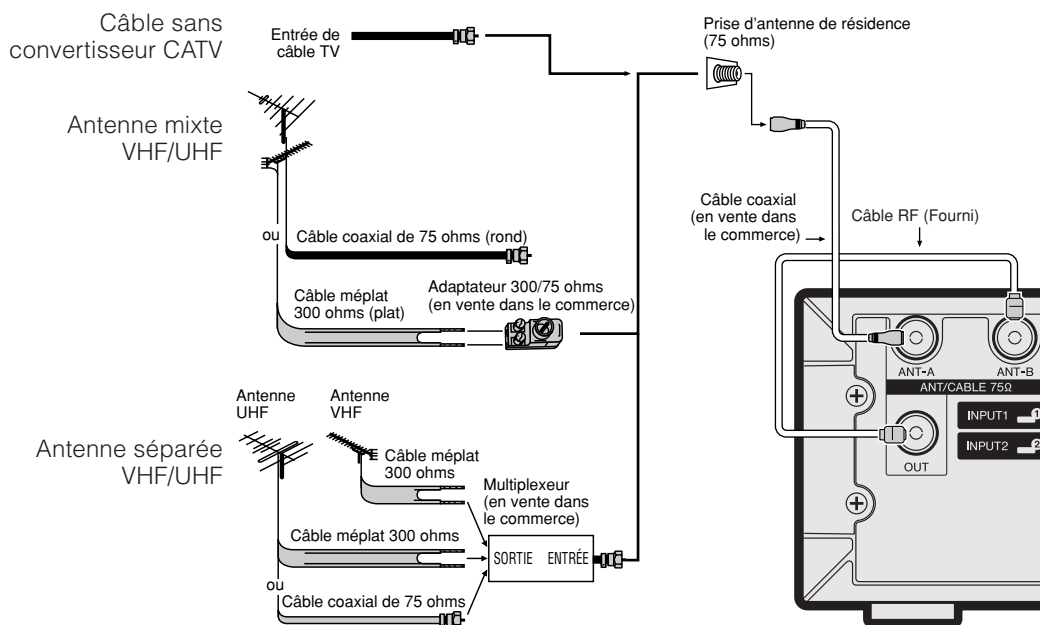 Câble sans
convertisseur CATV
Entrée de
câble TV
Prise d'antenne de résidence
(75 ohms)
Antenne mixte
VHF/UHF
ou
Câble coaxial de 75 ohms (rond)
Câble méplat
300 ohms (plat)
Adaptateur 300/75 ohms
(en vente dans le commerce)
Câble coaxial
(en vente dans
le commerce)
Câble RF (Fourni)
ANT-A
ANT-B
ANT/CABLE 75Ω
INPUT1 1
INPUT2 2
OUT
Antenne séparée
VHF/UHF
Antenne
UHF
Antenne
VHF
Câble méplat
300 ohms
Multiplexeur
(en vente dans
le commerce)
Câble méplat 300 ohms
SORTIE ENTRÉE
ou
Câble coaxial de 75 ohms